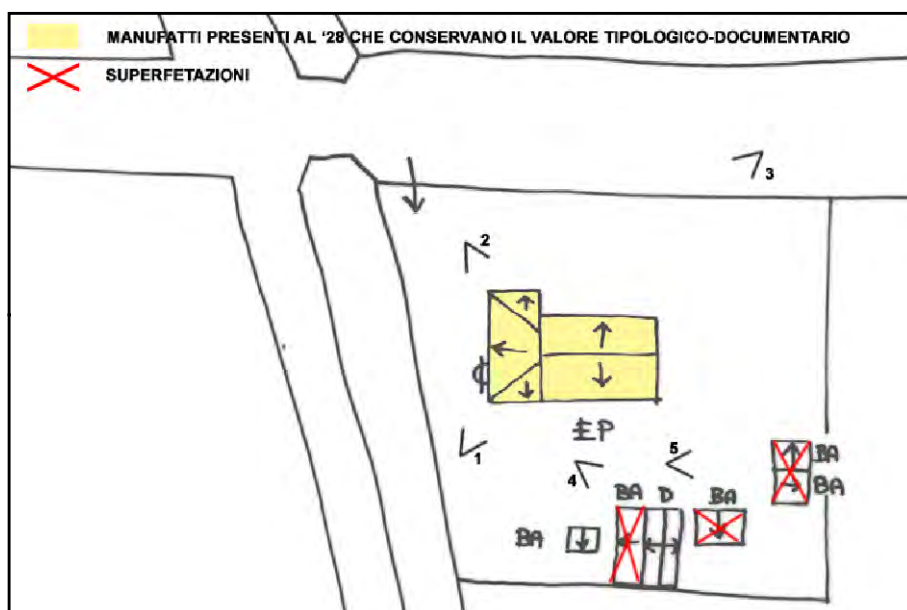 MANUFATTI PRESENTI AL '28 CHE CONSERVANO IL VALORE TIPOLOGICO-DOCUMENTARIO
SUPERFETAZIONI
3
2
EP
1
4
5
BA
BA
BA D BA
BA